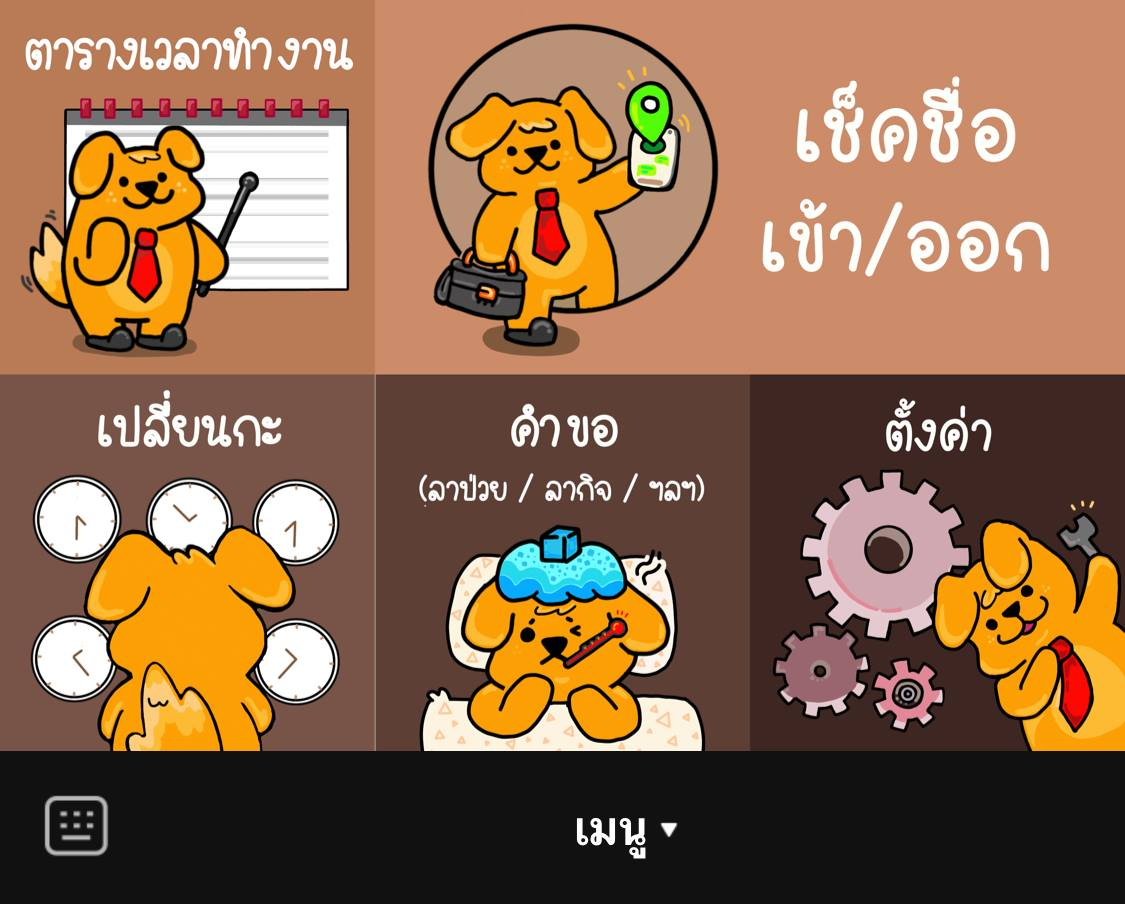 ตารางเวลาทำงาน
เช็คชื่อ
เข้า/ออก
เปลี่ยนกะ
คำขอ
(ลาป่วย / ลากิจ / ฯลฯ)
ตั้งค่า
เมนู